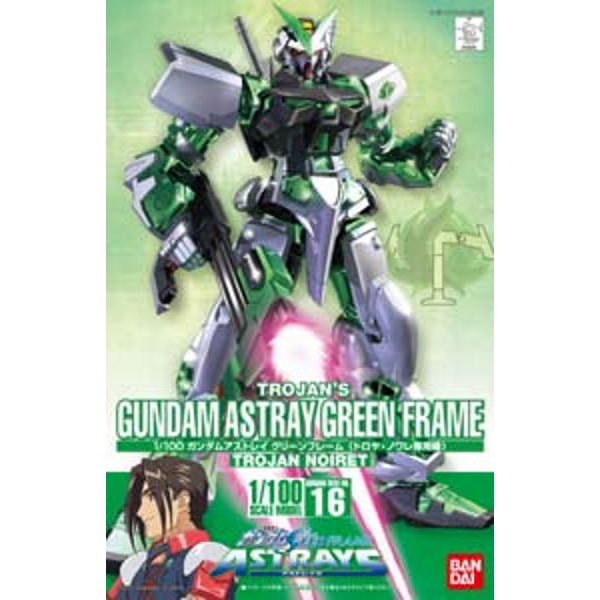 TROJAN'S
GUNDAM ASTRAY GREEN FRAME
1/100 ガンダムアストレイ グリーンフレーム (トロヤ・ノワレ専用機)
TROJAN NOIRET
1/100
SCALE MODEL
16
ASTRAYS
BAN
DAI